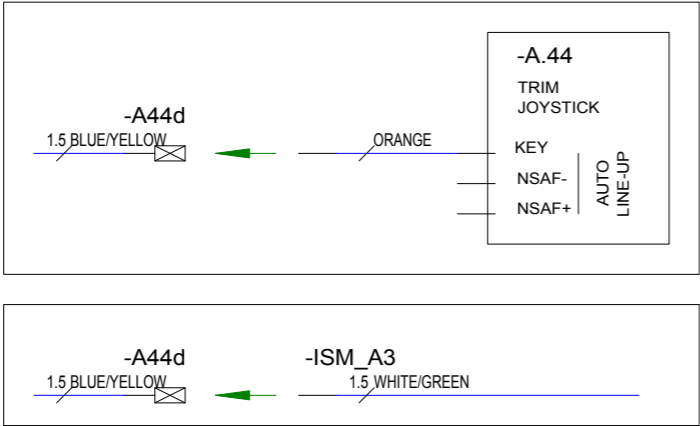 -A.44
TRIM
JOYSTICK
-A44d
1.5 BLUE/YELLOW
ORANGE
KEY
NSAF-
NSAF+
AUTO
LINE-UP
-A44d
-ISM_A3
1.5 BLUE/YELLOW
1.5 WHITE/GREEN